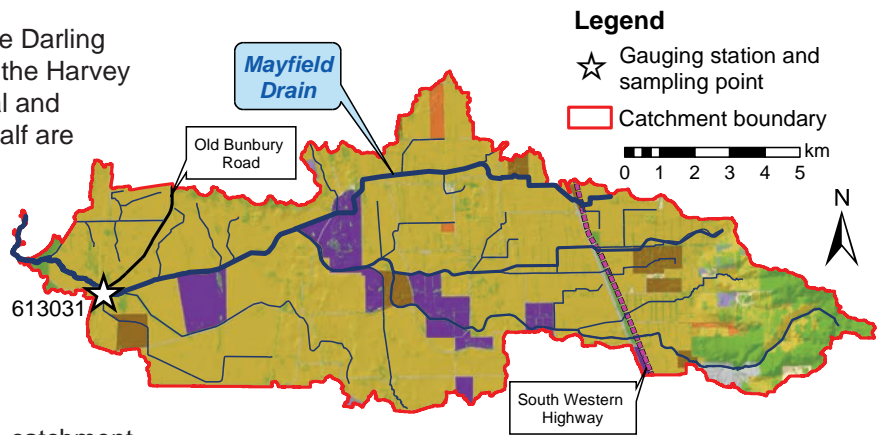 e Darling
the Harvey
al and
alf are
Mayfield
Drain
Old Bunbury
Road
Legend
Gauging station and
sampling point
Catchment boundary
km
0 1 2 3 4 5
N
613031
South Western
Highway
catchment